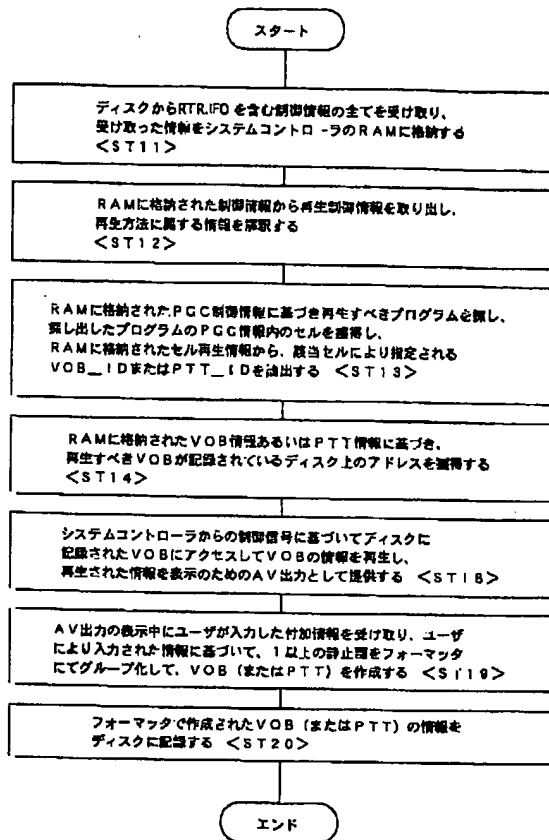 スタート
ディスクからRTR.IFOを含む制御情報の全てを受け取り、
受け取った情報をシステムコントローラのRAMに格納する
<ST11>
RAMに格納された制御情報から再生制御情報を取り出し、
再生方法に関する情報を解釈する
<ST12>
RAMに格納されたPGC制御情報に基づき再生すべきプログラムを探し、
探し出したプログラムのPGC情報内のセルを獲得し、
RAMに格納されたセル再生情報から、該当セルにより指定される
VOB_IDまたはPTT_IDを抽出する <ST13>
RAMに格納されたVOB情報あるいはPTT情報に基づき、
再生すべきVOBが記録されているディスク上のアドレスを獲得する
<ST14>
システムコントローラからの制御信号に基づいてディスクに
記録されたVOBにアクセスしてVOBの情報を再生し、
再生された情報を表示のためのAV出力として提供する <ST18>
AV出力の表示中にユーザが入力した付加情報を受け取り、ユーザ
により入力された情報に基づいて、1以上の静止画をフォーマッタ
にてグループ化して、VOB(またはPTT)を作成する <ST19>
フォーマッタで作成されたVOB(またはPTT)の情報を
ディスクに記録する <ST20>
エンド